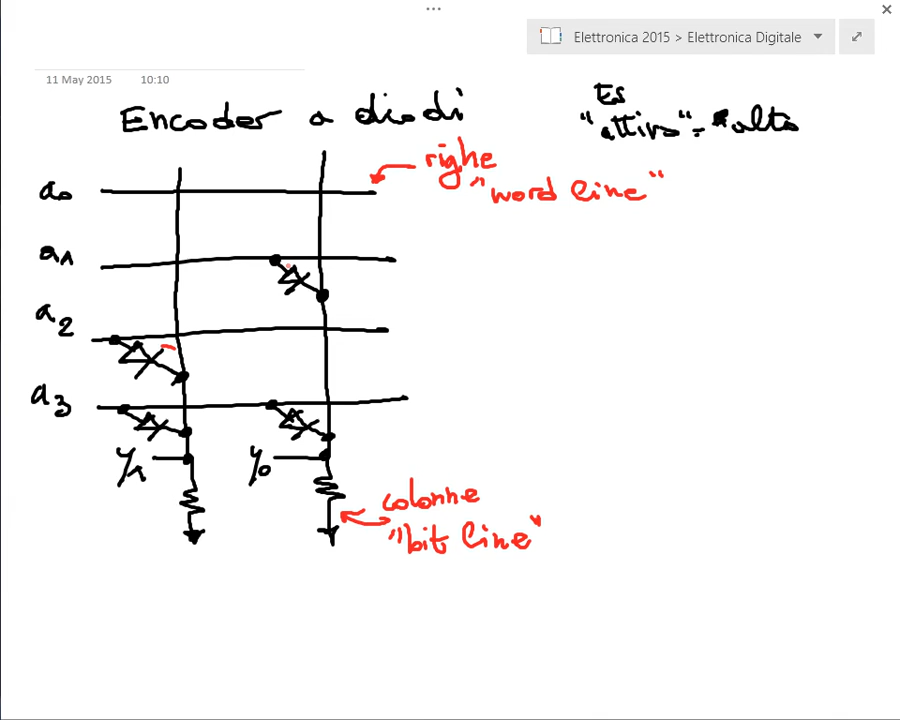 Elettronica 2015 > Elettronica Digitale
11 May 2015 10:10
Encoder a diodi
Es
"attivo" = alto
righe
"word line"
a0
a1
a2
a3
y1
y0
colonne
"bit line"